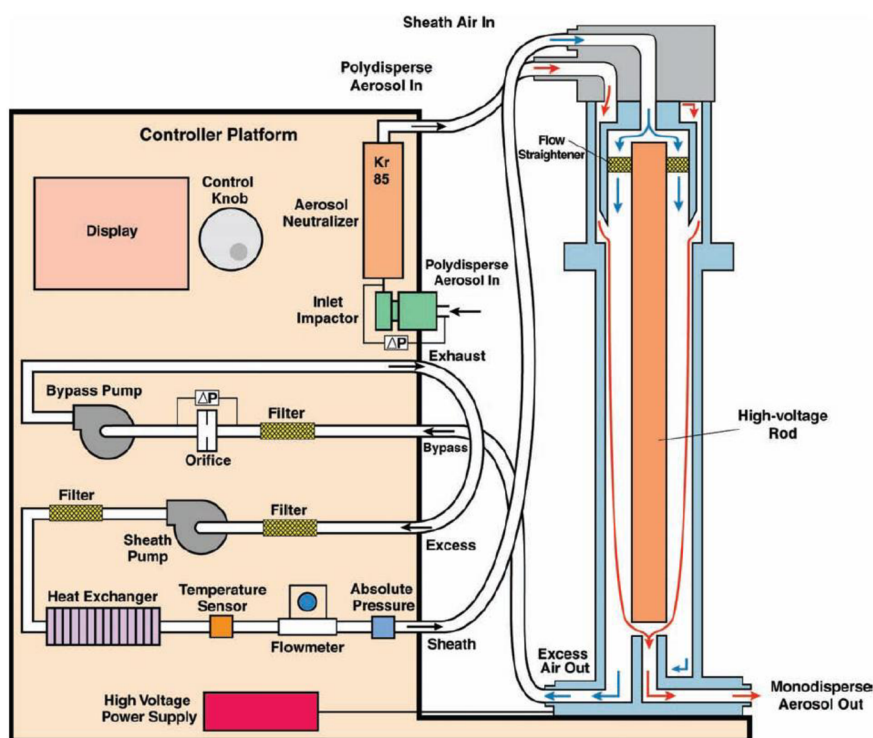 Sheath Air In
Polydisperse
Aerosol In
Controller Platform
Kr
85
Flow
Straightener
Control
Knob
Aerosol
Neutralizer
Display
Polydisperse
Aerosol In
Inlet
Impactor
ΔP
Exhaust
Bypass Pump
ΔP
Filter
High-voltage
Rod
Orifice
Bypass
Filter
Filter
Sheath
Pump
Excess
Heat Exchanger
Temperature
Sensor
Absolute
Pressure
Flowmeter
Sheath
Excess
Air Out
High Voltage
Power Supply
Monodisperse
Aerosol Out